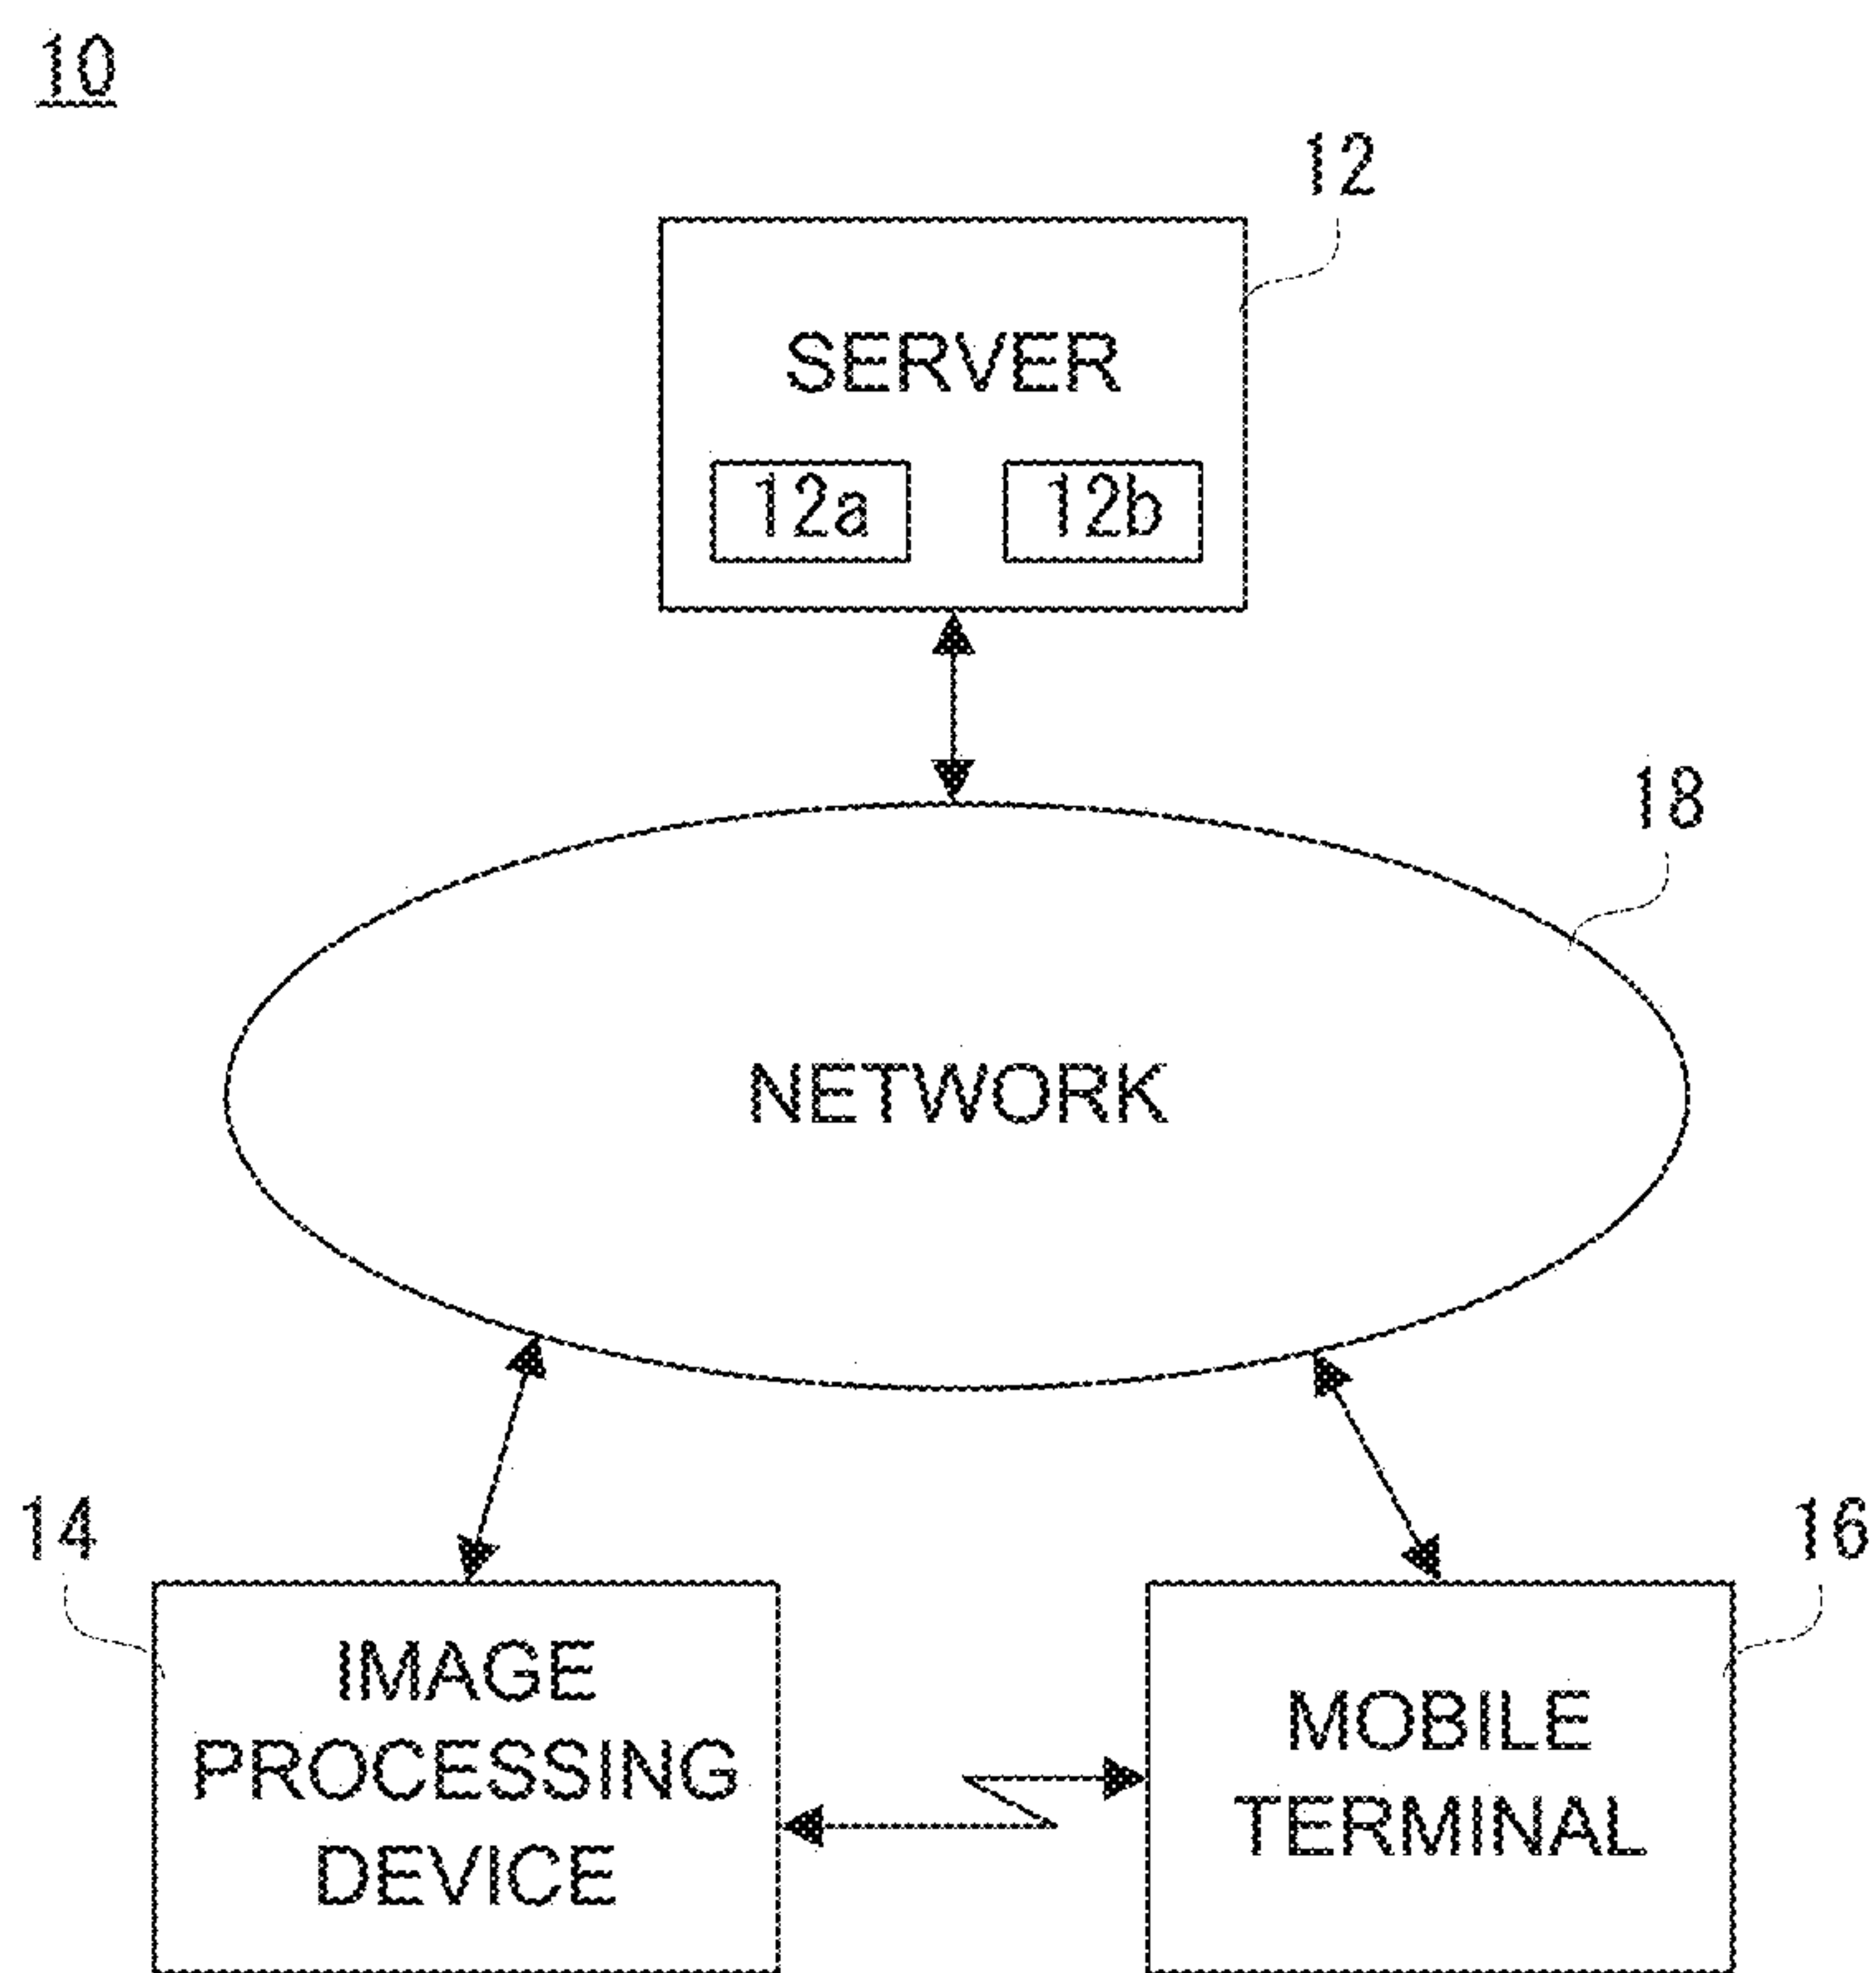 10
12
SERVER
12a 12b
18
NETWORK
14
16
IMAGE
PROCESSING
DEVICE
MOBILE
TERMINAL